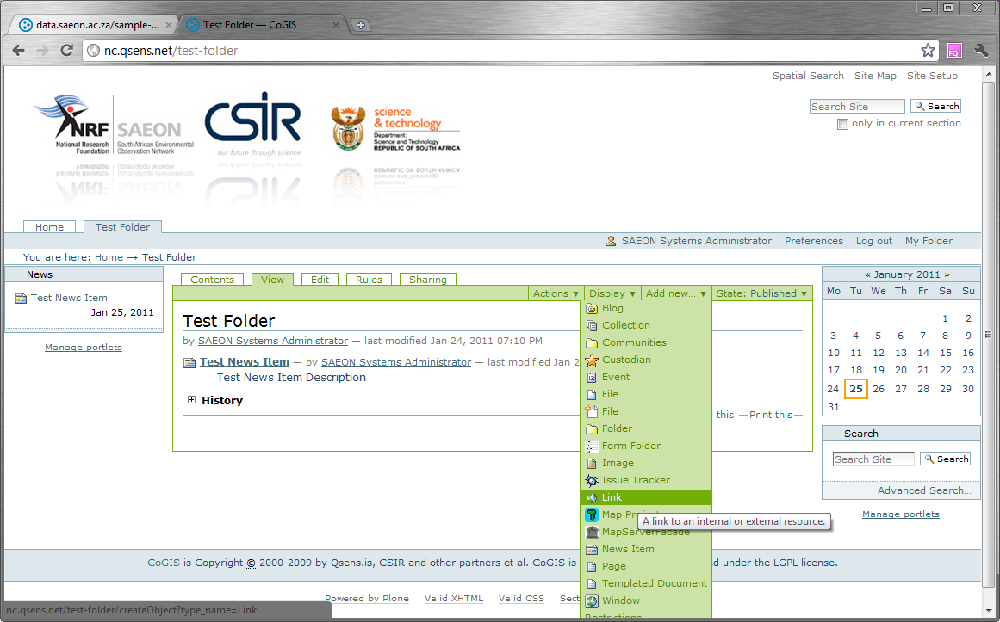 data.saeon.ac.za/sample-...
Test Folder — CoGIS
nc.qsens.net/test-folder
FQ
Spatial Search Site Map Site Setup
Search Site Search
only in current section
NRF SAEON
National Research Foundation
South African Environmental Observation Network
CSIR
our future through science
science & technology
Department:
Science and Technology
REPUBLIC OF SOUTH AFRICA
Home Test Folder
SAEON Systems Administrator Preferences Log out My Folder
You are here: Home → Test Folder
News
Test News Item
Jan 25, 2011
Manage portlets
Contents View Edit Rules Sharing
Actions ▼ Display ▼ Add new... ▼ State: Published ▼
Test Folder
by SAEON Systems Administrator — last modified Jan 24, 2011 07:10 PM
Test News Item — by SAEON Systems Administrator — last modified Jan 2
Test News Item Description
History
this — Print this —
Blog
Collection
Communities
Custodian
Event
File
File
Folder
Form Folder
Image
Issue Tracker
Link
Map
A link to an internal or external resource.
MapServerFacade
News Item
Page
Templated Document
Window
Restrictions
« January 2011 »
Mo Tu We Th Fr Sa Su
1 2
3 4 5 6 7 8 9
10 11 12 13 14 15 16
17 18 19 20 21 22 23
24 25 26 27 28 29 30
31
Search
Search Site Search
Advanced Search...
Manage portlets
CoGIS is Copyright © 2000-2009 by Qsens.is, CSIR and other partners et al. CoGIS is d under the LGPL license.
Powered by Plone Valid XHTML Valid CSS Sect
nc.qsens.net/test-folder/createObject?type_name=Link